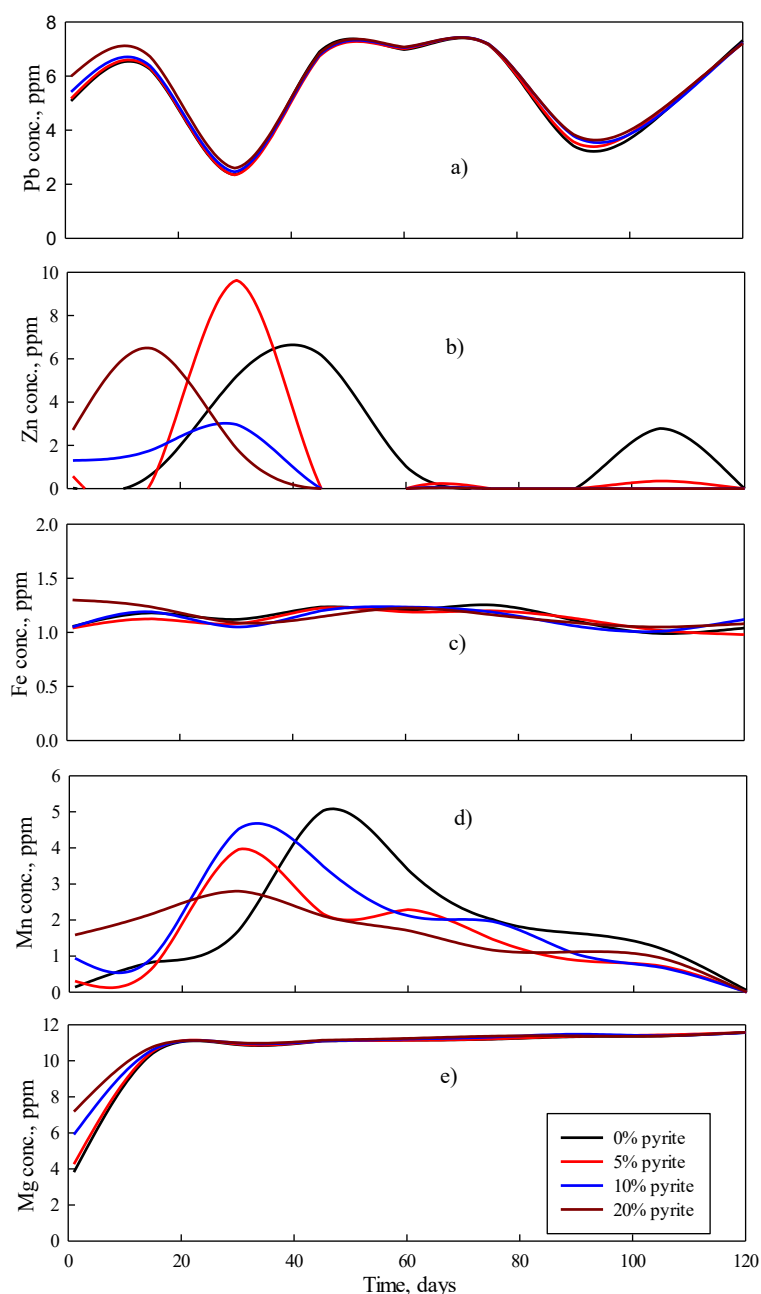 Pb conc., ppm
8
6
4
2
0
a)
Zn conc., ppm
10
8
6
4
2
0
b)
Fe conc., ppm
2.0
1.5
1.0
0.5
0.0
c)
Mn conc., ppm
6
5
4
3
2
1
0
d)
Mg conc., ppm
12
10
8
6
4
2
0
e)
0% pyrite
5% pyrite
10% pyrite
20% pyrite
0 20 40 60 80 100 120
Time, days